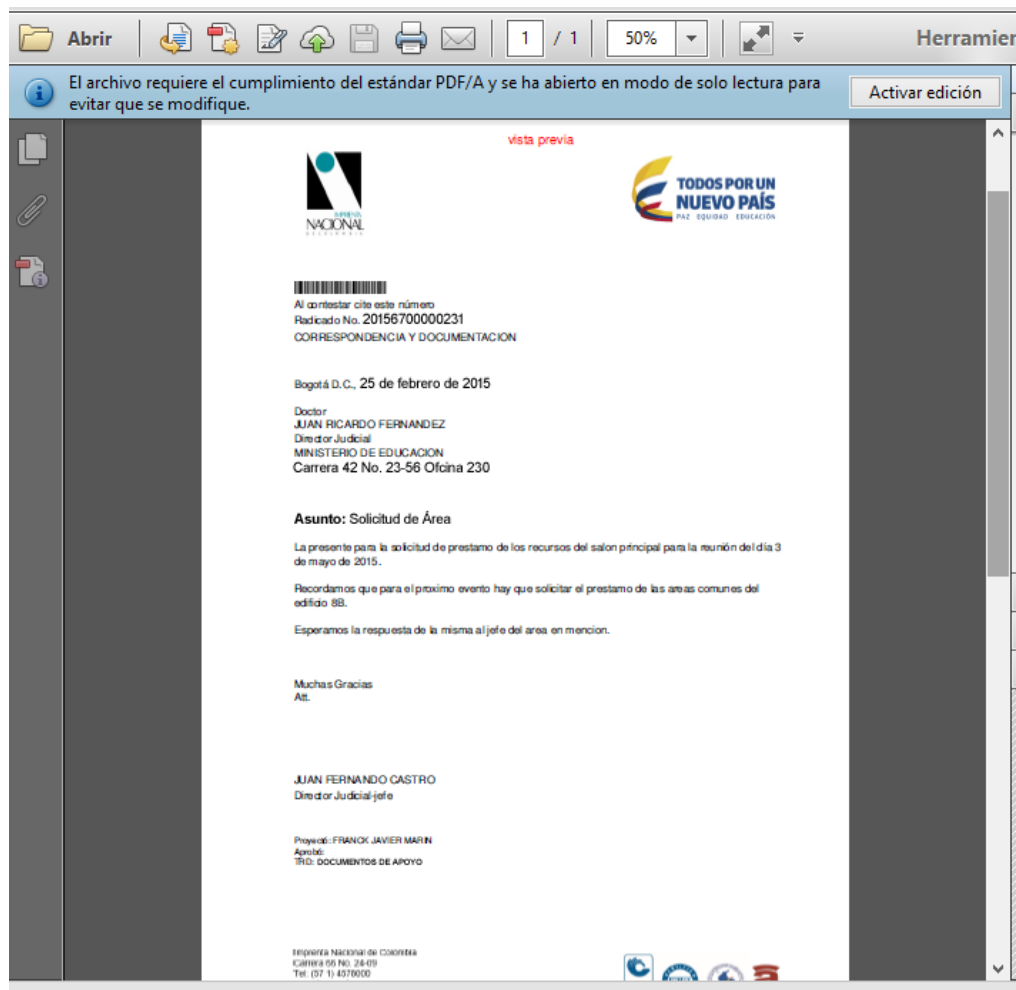 Abrir
1 / 1
50%
Herramien
El archivo requiere el cumplimiento del estándar PDF/A y se ha abierto en modo de solo lectura para
evitar que se modifique.
Activar edición
vista previa
IMPRENTA
NACIONAL
TODOS POR UN
NUEVO PAÍS
PAZ EQUIDAD EDUCACIÓN
Al contestar cite este número
Radicado No. 20156700000231
CORRESPONDENCIA Y DOCUMENTACION
Bogotá D.C., 25 de febrero de 2015
Doctor
JUAN RICARDO FERNANDEZ
Director Judicial
MINISTERIO DE EDUCACION
Carrera 42 No. 23-56 Ofcina 230
Asunto: Solicitud de Área
La presente para la solicitud de prestamo de los recursos del salon principal para la reunión del día 3
de mayo de 2015.
Recordamos que para el proximo evento hay que solicitar el prestamo de las areas comunes del
edificio 8B.
Esperamos la respuesta de la misma al jefe del area en mencion.
Muchas Gracias
Att.
JUAN FERNANDO CASTRO
Director Judicial-jefe
Proyectó: FRANCK JAVIER MARIN
Aprobó:
TRD: DOCUMENTOS DE APOYO
Imprenta Nacional de Colombia
Carrera 66 No. 24-09
Tel. (57 1) 4578000